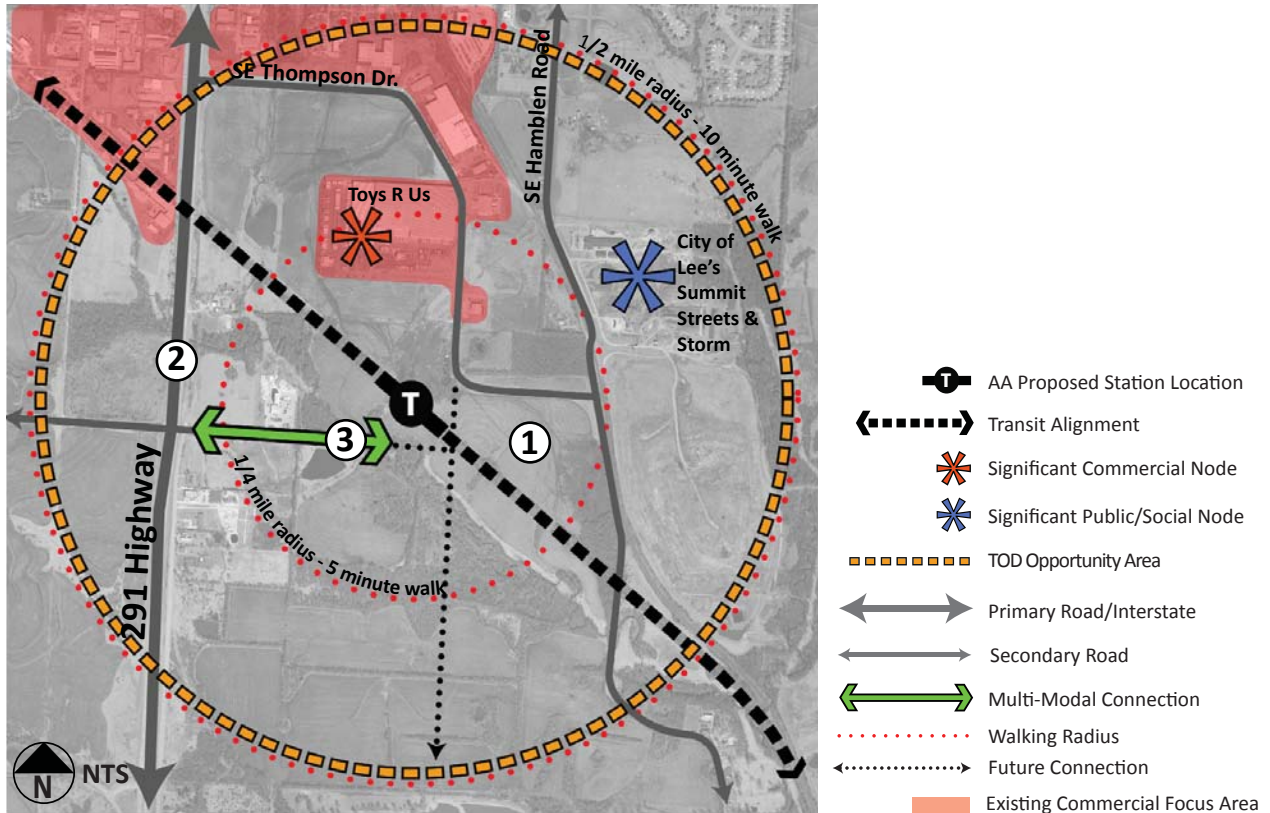 SE Thompson Dr.
SE Hamblen Road
1/2 mile radius - 10 minute walk
Toys R Us
City of
Lee's
Summit
Streets &
Storm
2
T
3
1
1/4 mile radius - 5 minute walk
291 Highway
N
NTS
T
AA Proposed Station Location
Transit Alignment
Significant Commercial Node
Significant Public/Social Node
TOD Opportunity Area
Primary Road/Interstate
Secondary Road
Multi-Modal Connection
Walking Radius
Future Connection
Existing Commercial Focus Area